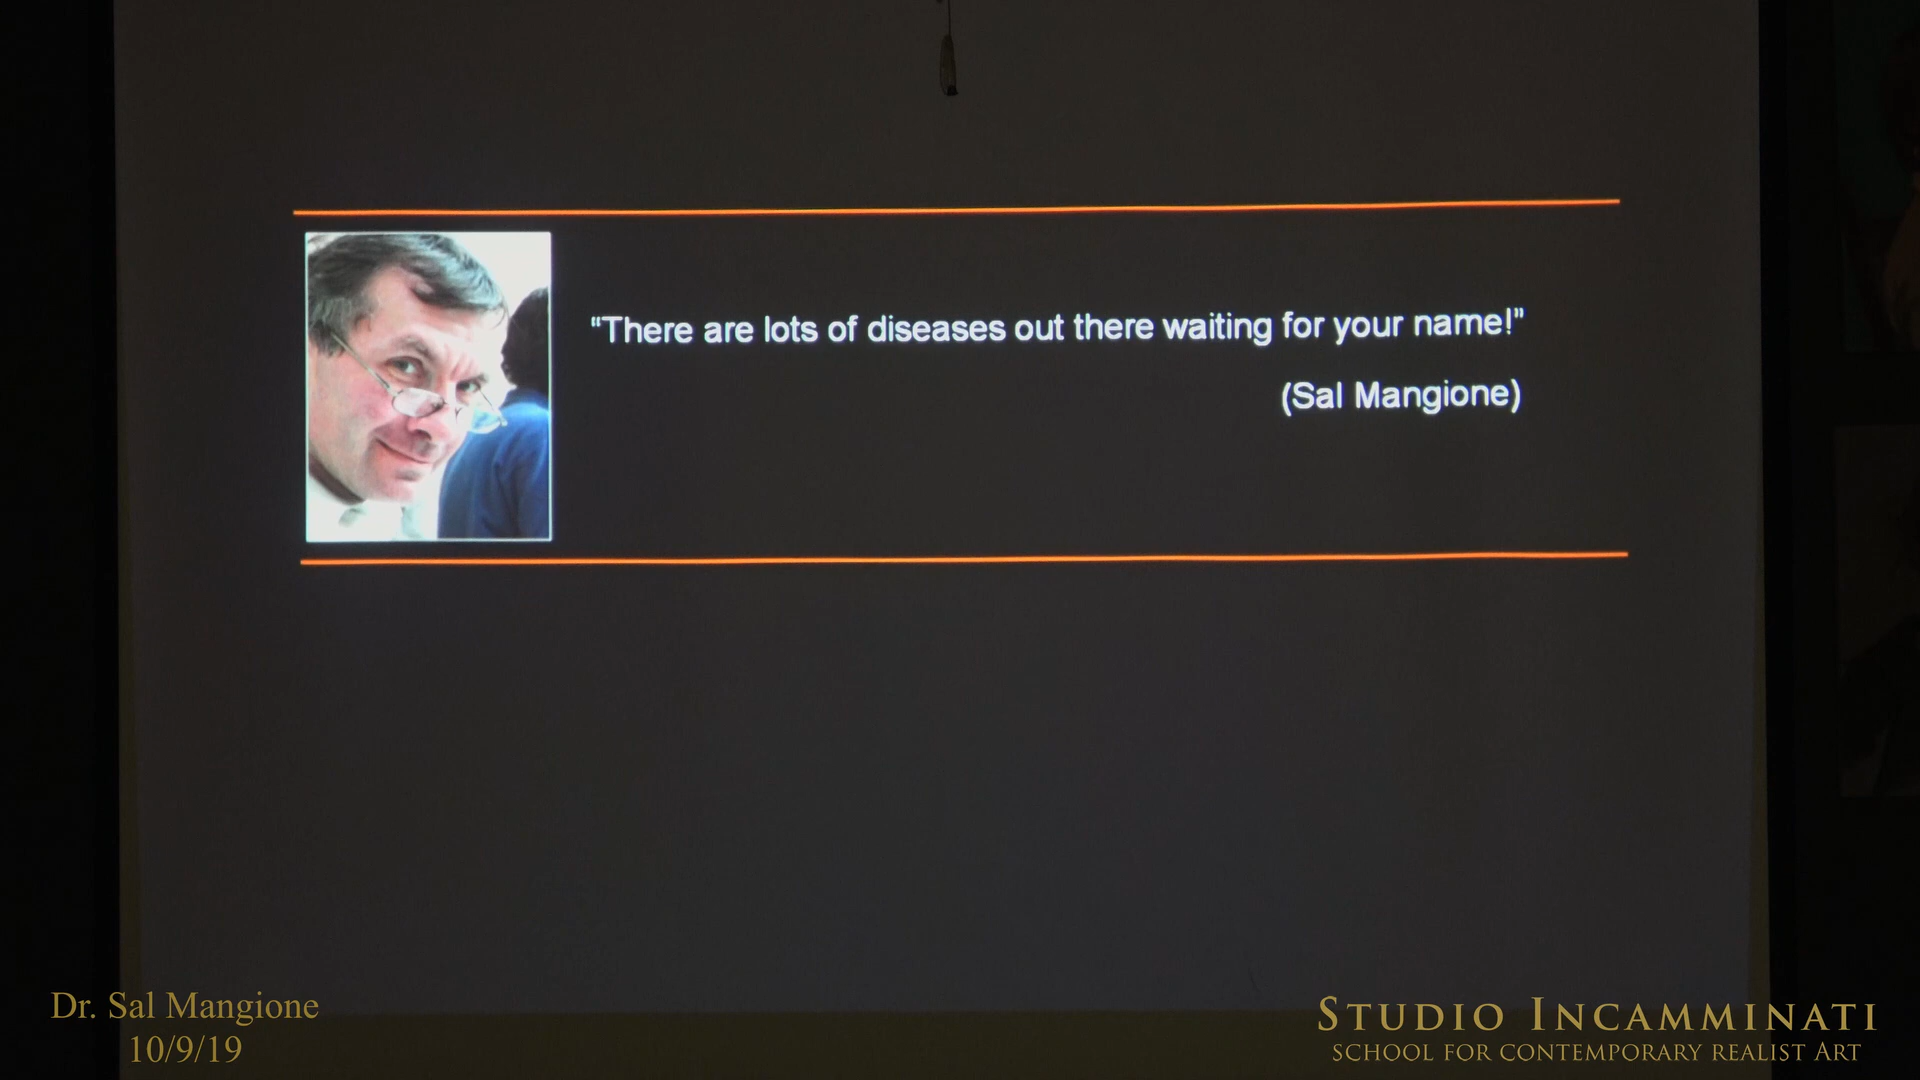 “There are lots of diseases out there waiting for your name!”
(Sal Mangione)
Dr. Sal Mangione
10/9/19
STUDIO INCAMMINATI
SCHOOL FOR CONTEMPORARY REALIST ART